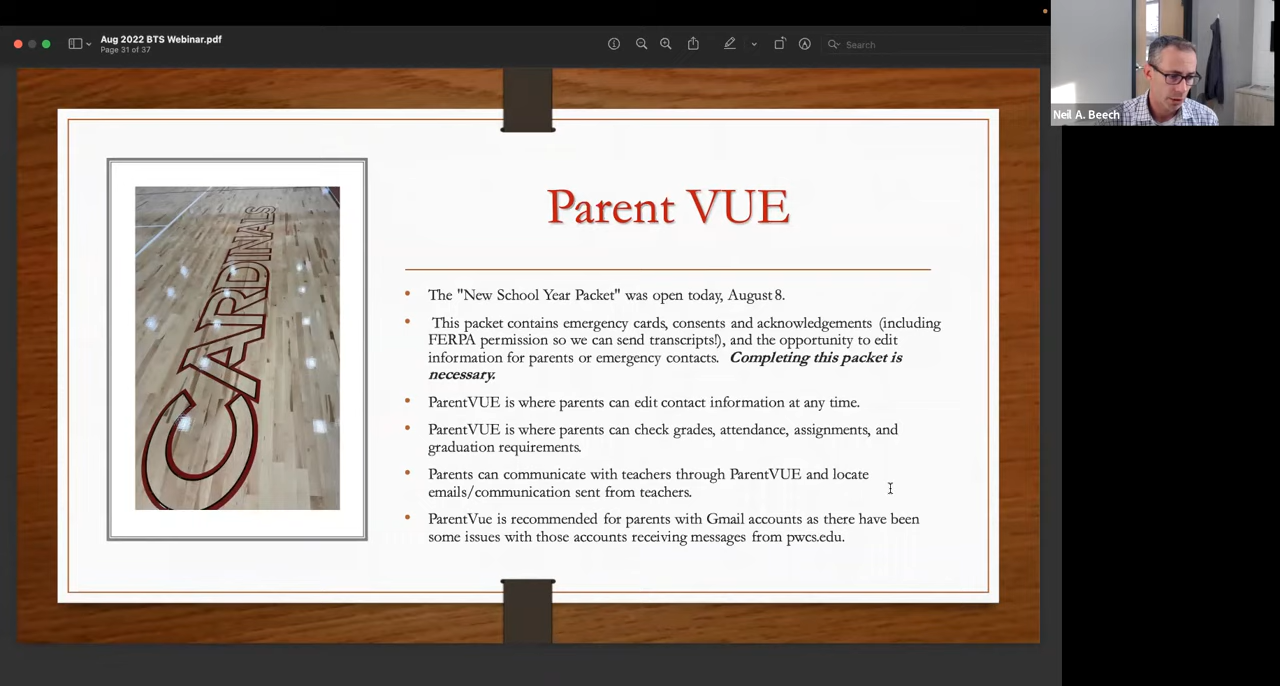 Aug 2022 BTS Webinar.pdf
Page 31 of 37
Search
Neil A. Beech
CARDINALS
Parent VUE
• The "New School Year Packet" was open today, August 8.
• This packet contains emergency cards, consents and acknowledgements (including
FERPA permission so we can send transcripts!), and the opportunity to edit
information for parents or emergency contacts. Completing this packet is
necessary.
• ParentVUE is where parents can edit contact information at any time.
• ParentVUE is where parents can check grades, attendance, assignments, and
graduation requirements.
• Parents can communicate with teachers through ParentVUE and locate
emails/communication sent from teachers.
• ParentVue is recommended for parents with Gmail accounts as there have been
some issues with those accounts receiving messages from pwcs.edu.